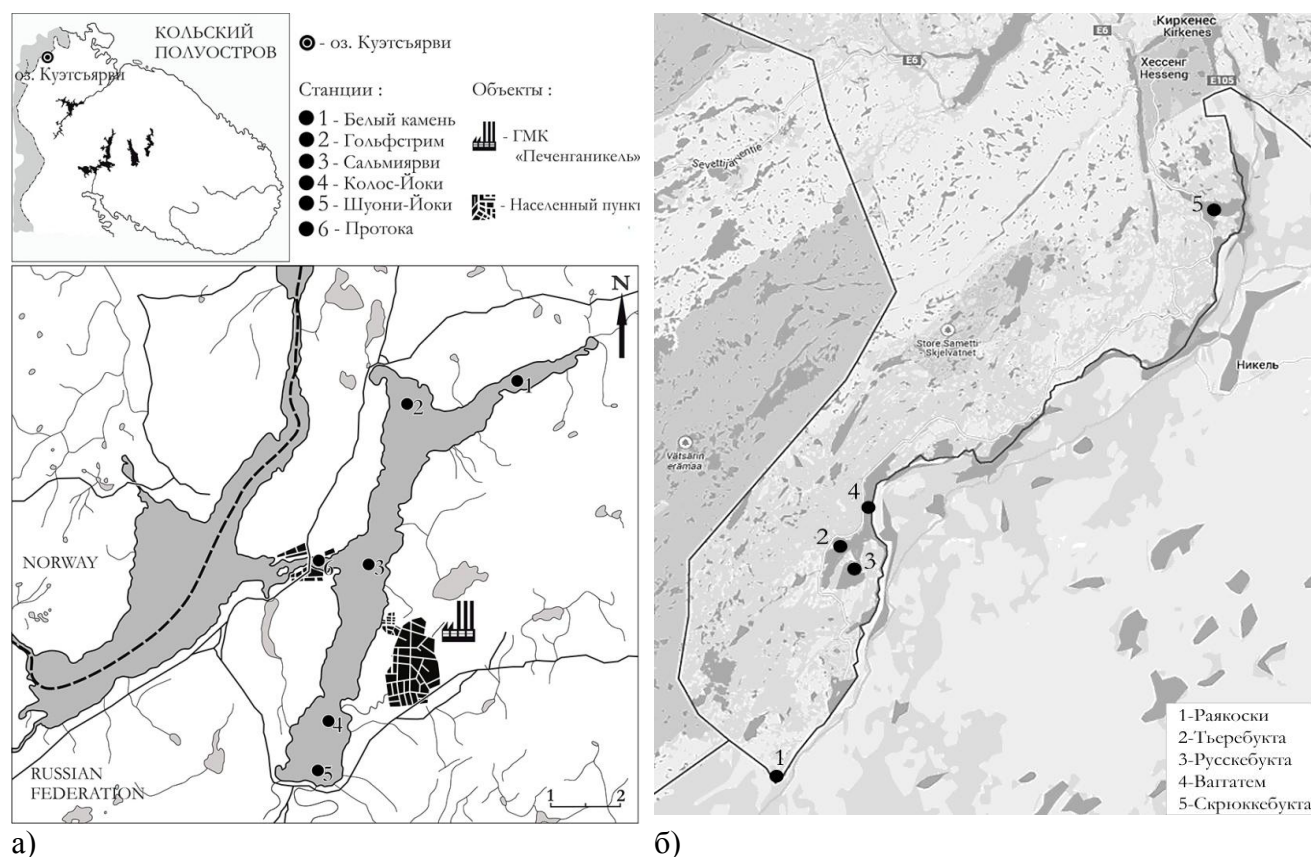 КОЛЬСКИЙ
ПОЛУОСТРОВ
оз. Куэтсъярви
- оз. Куэтсъярви
Станции :
1 - Белый камень
2 - Гольфстрим
3 - Сальмиярви
4 - Колос-Йоки
5 - Шуони-Йоки
6 - Протока
Объекты :
- ГМК
«Печенганикель»
- Населенный пункт
N
1
2
3
4
5
6
NORWAY
RUSSIAN
FEDERATION
1 2
а)
Киркенес
Kirkenes
E6
E6
Хессенг
Hesseng
E105
Sevettijärventie
5
Store Sametti
Skjelvatnet
Никель
Vätsärin
erämaa
4
2
3
1
1-Раякоски
2-Тьеребукта
3-Русскебукта
4-Ваггатем
5-Скрюккебукта
б)